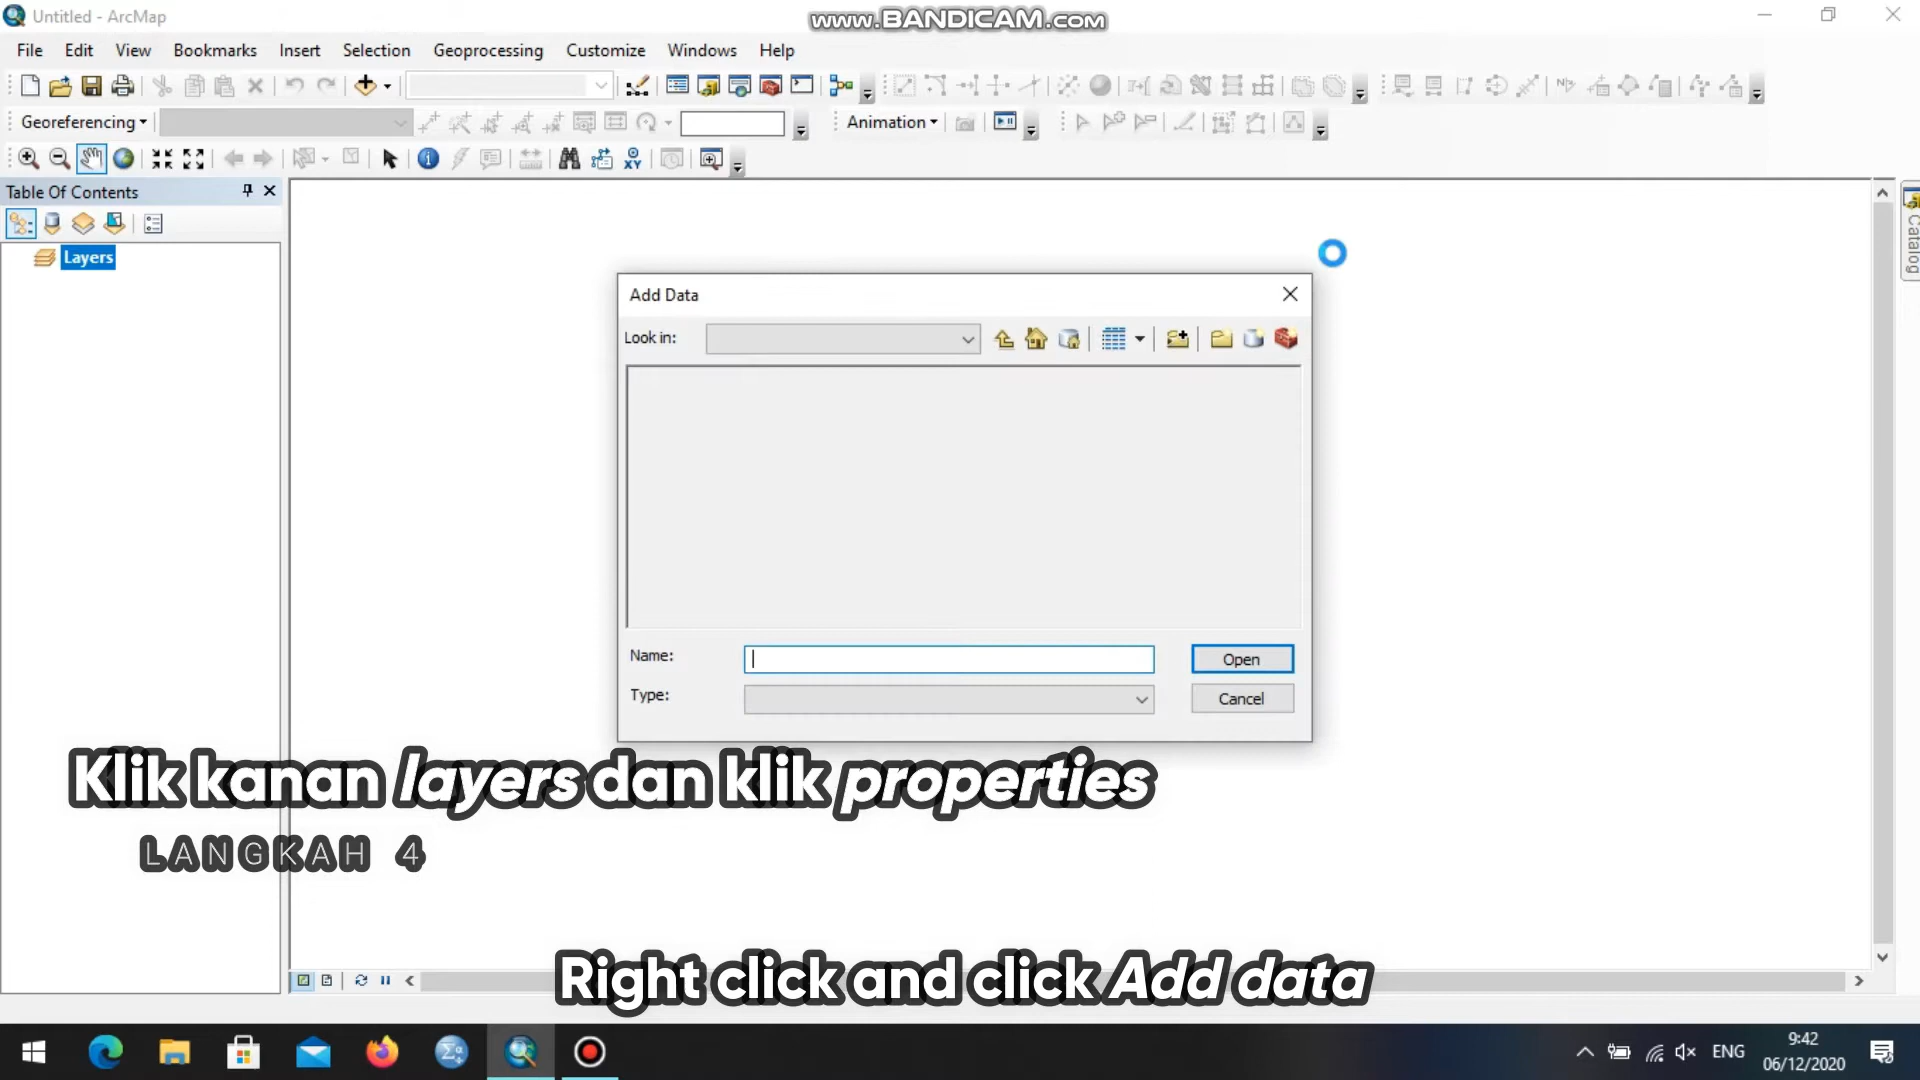 Untitled - ArcMap
www.BANDICAM.com
File Edit View Bookmarks Insert Selection Geoprocessing Customize Windows Help
Georeferencing
Animation
XY
Table Of Contents
Layers
Catalog
Add Data
Look in:
Name:
Open
Type:
Cancel
Klik kanan layers dan klik properties
LANGKAH 4
Right click and click Add data
ENG
9:42
06/12/2020